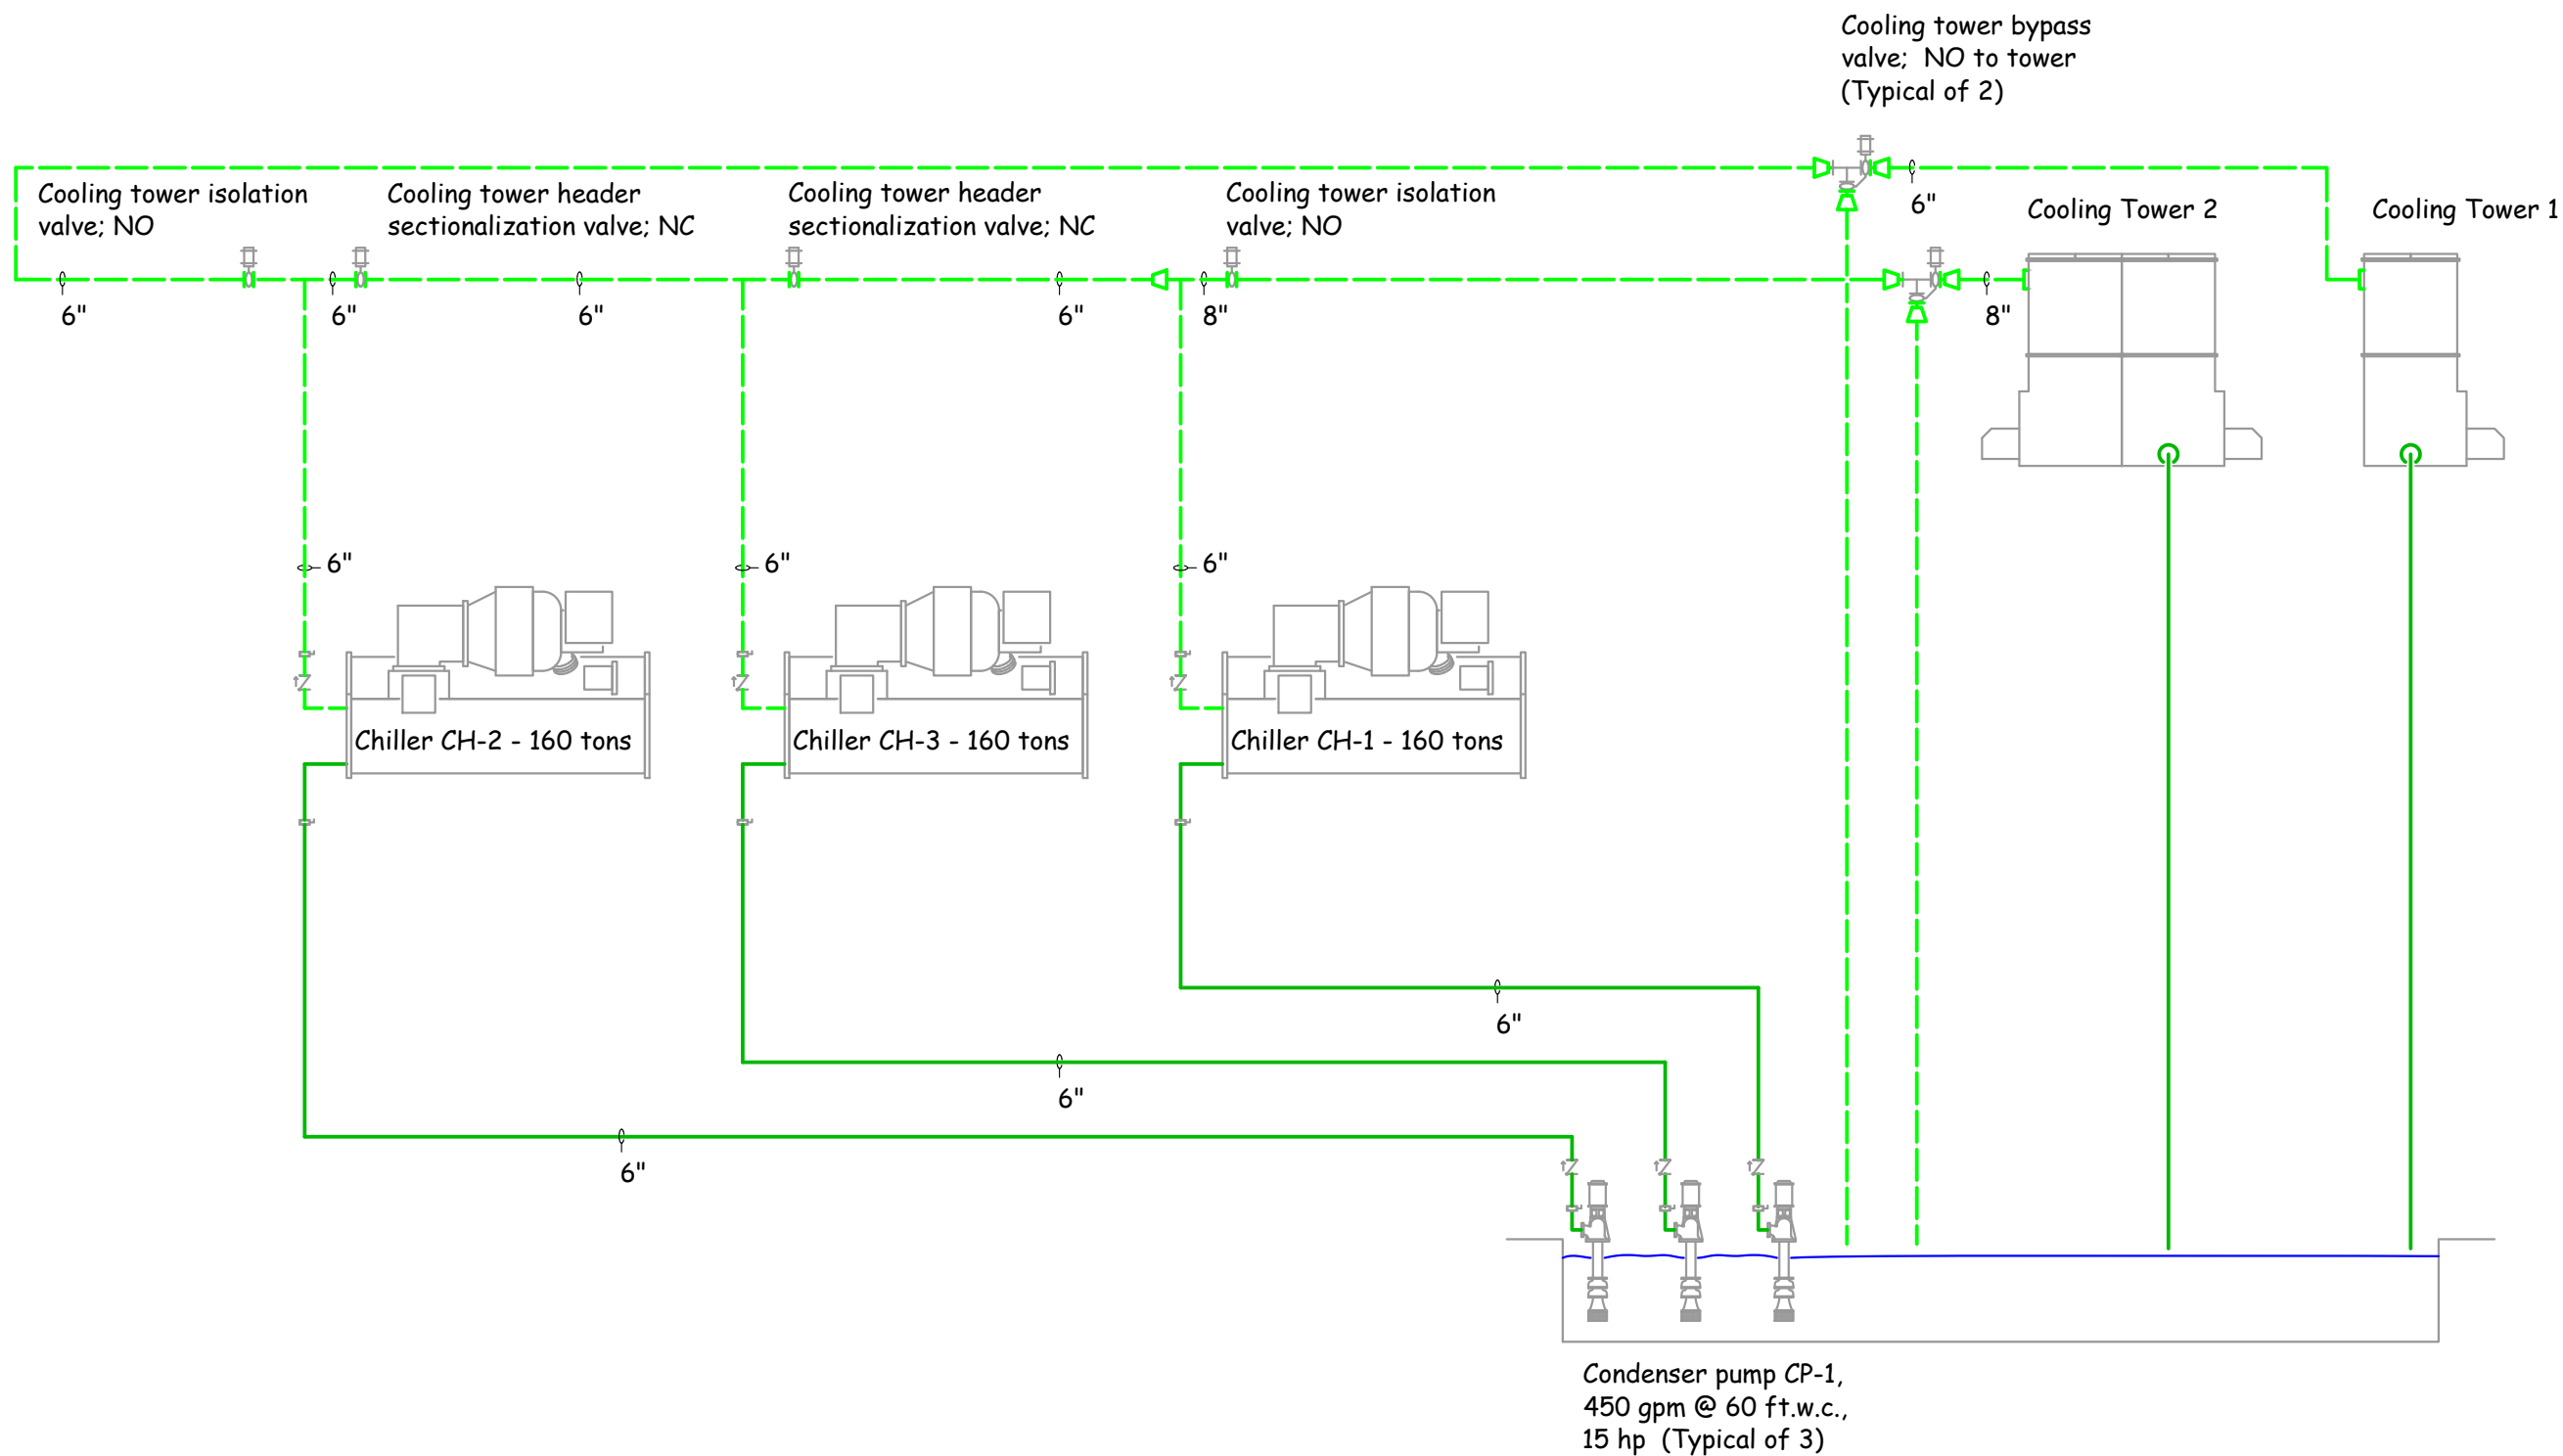 Cooling tower bypass
valve;  NO to tower
(Typical of 2)
Cooling tower isolation
valve; NO
Cooling tower header
sectionalization valve; NC
Cooling tower header
sectionalization valve; NC
Cooling tower isolation
valve; NO
6"
Cooling Tower 2
Cooling Tower 1
6"
6"
6"
6"
8"
8"
6"
6"
6"
Chiller CH-2 - 160 tons
Chiller CH-3 - 160 tons
Chiller CH-1 - 160 tons
6"
6"
6"
Condenser pump CP-1,
450 gpm @ 60 ft.w.c.,
15 hp  (Typical of 3)